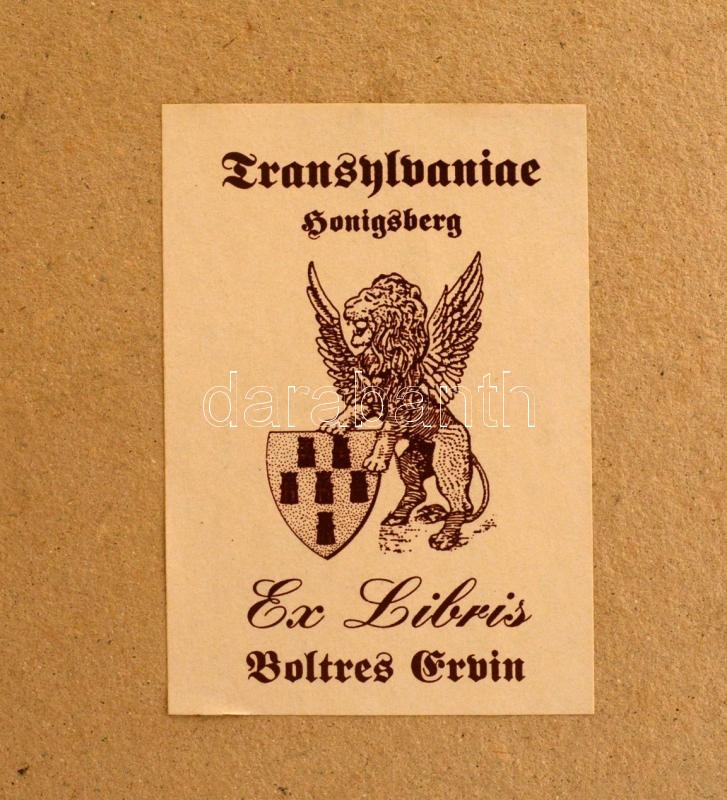 Transylvaniae
Honigsberg
darabanth
Ex Libris
Boltres Ervin